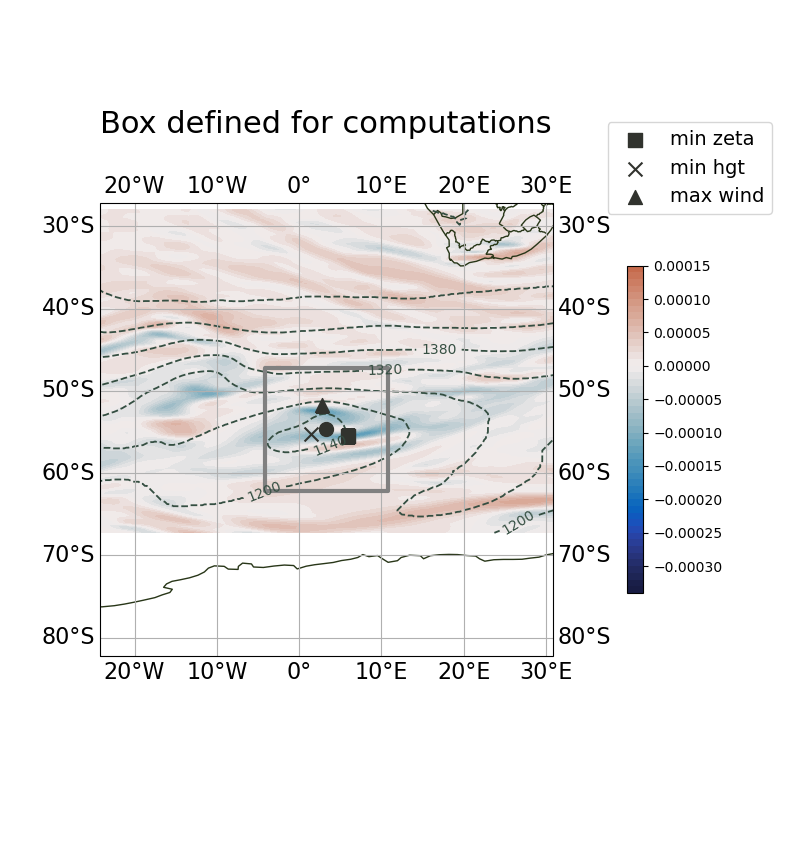 Box defined for computations
min zeta
min hgt
max wind
20°W 10°W 0° 10°E 20°E 30°E
30°S 30°S
40°S 40°S
50°S 50°S
60°S 60°S
70°S 70°S
80°S 80°S
20°W 10°W 0° 10°E 20°E 30°E
1380
1320
1140
1200
1200
0.00015
0.00010
0.00005
0.00000
−0.00005
−0.00010
−0.00015
−0.00020
−0.00025
−0.00030